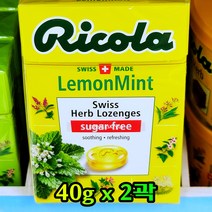 Ricola
SWISS MADE
LemonMint
Swiss
Herb Lozenges
sugar free
soothing • refreshing
40g x 2곽